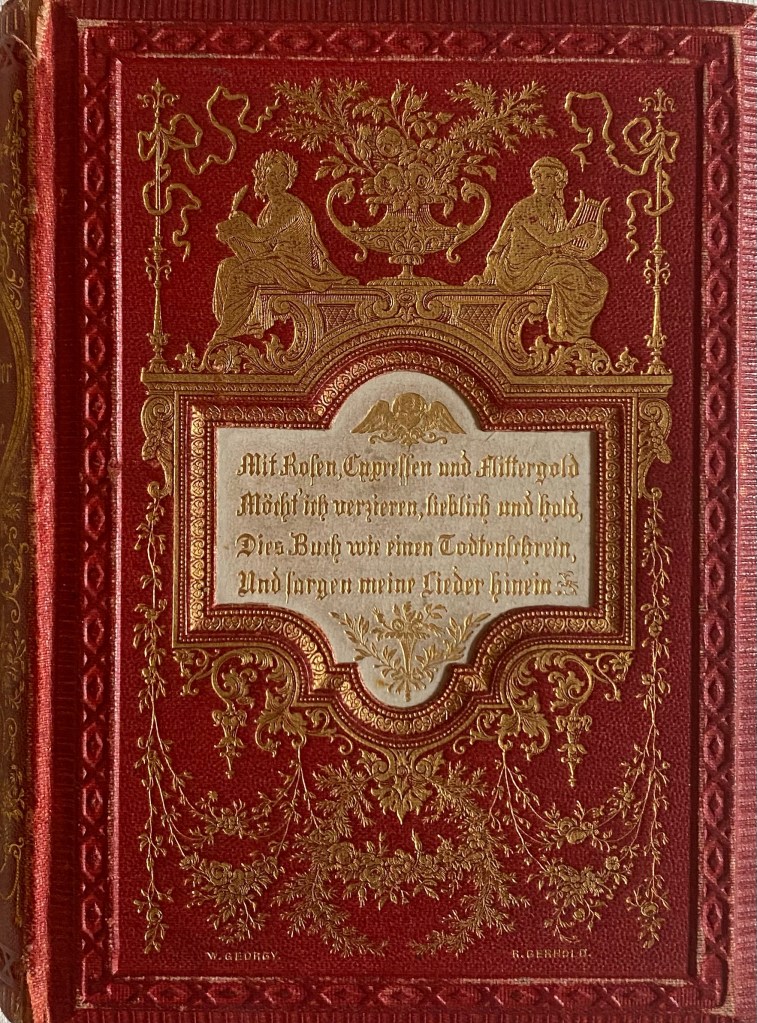 Mit Rosen, Cypressen und Flittergold
Möcht' ich verzieren, lieblich und hold,
Dies Buch wie einen Todtenschrein,
Und sargen meine Lieder hinein.
W. GEORGY.
R. GERHOLD.